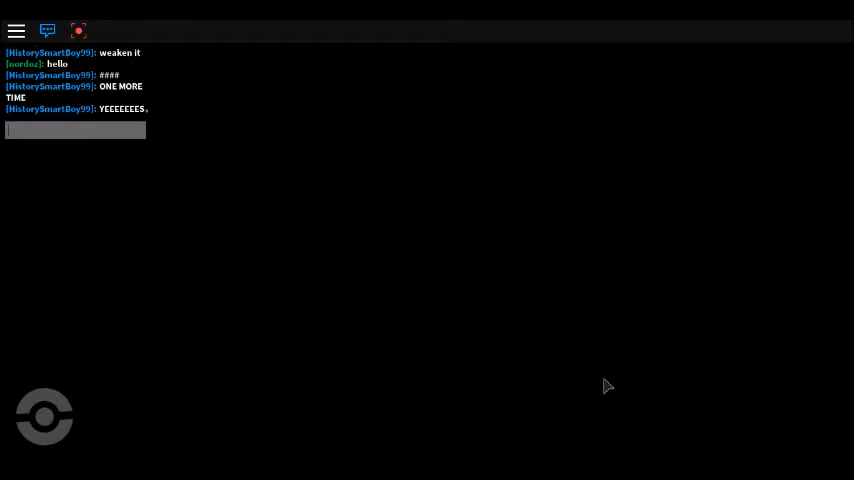 [HistorySmartBoy99]: weaken it
[nordoz]: hello
[HistorySmartBoy99]: ####
[HistorySmartBoy99]: ONE MORE
TIME
[HistorySmartBoy99]: YEEEEEEES.